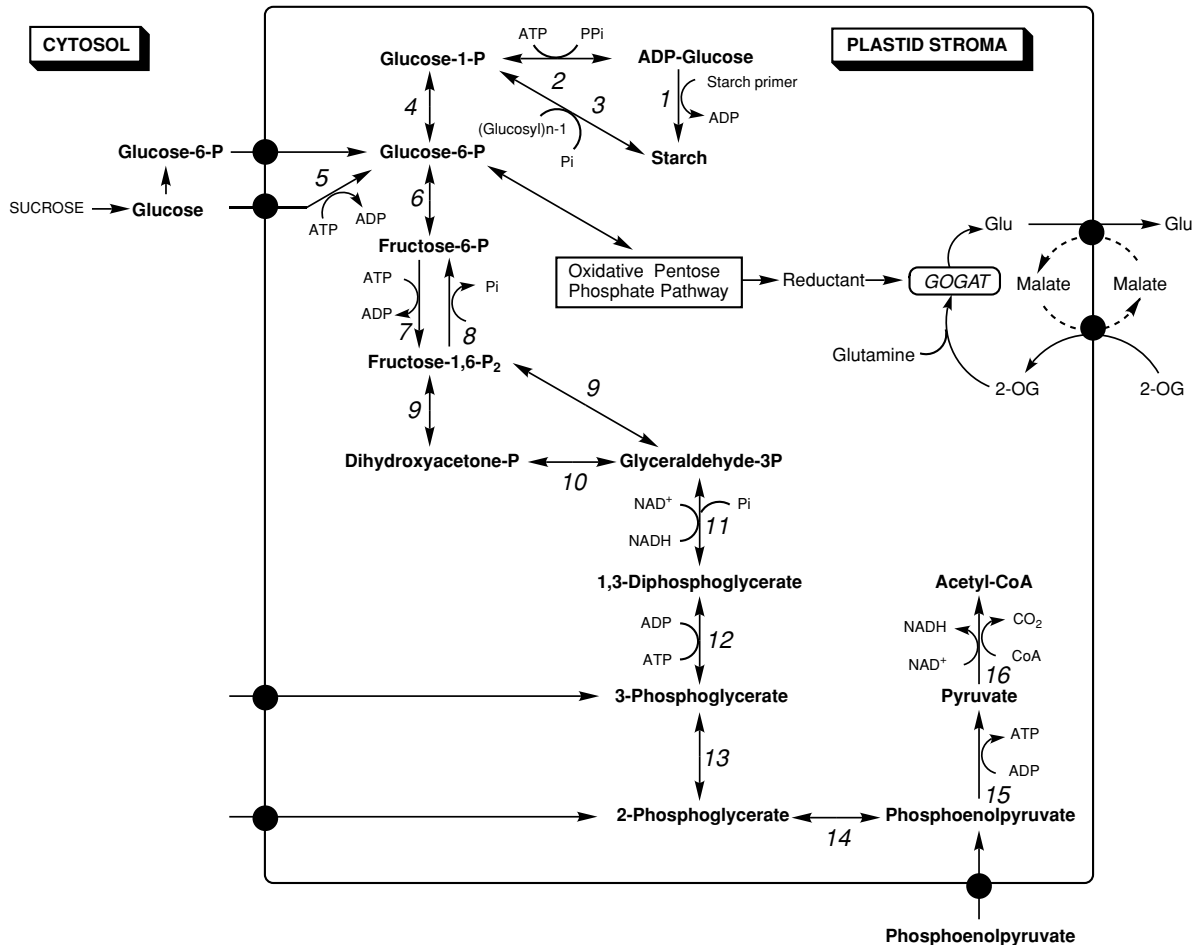 CYTOSOL
PLASTID STROMA
ATP
PPi
Glucose-1-P
ADP-Glucose
2
Starch primer
4
3
1
(Glucosyl)n-1
ADP
Pi
Glucose-6-P
Glucose-6-P
Starch
5
6
SUCROSE
Glucose
ATP
ADP
Fructose-6-P
Glu
Glu
Oxidative Pentose
Phosphate Pathway
Reductant
GOGAT
Malate
Malate
ATP
Pi
ADP
7
8
Fructose-1,6-P₂
Glutamine
9
9
2-OG
2-OG
Dihydroxyacetone-P
Glyceraldehyde-3P
10
NAD⁺
Pi
11
NADH
1,3-Diphosphoglycerate
Acetyl-CoA
ADP
12
ATP
NADH
CO₂
NAD⁺
CoA
16
3-Phosphoglycerate
Pyruvate
13
ATP
ADP
15
2-Phosphoglycerate
Phosphoenolpyruvate
14
Phosphoenolpyruvate